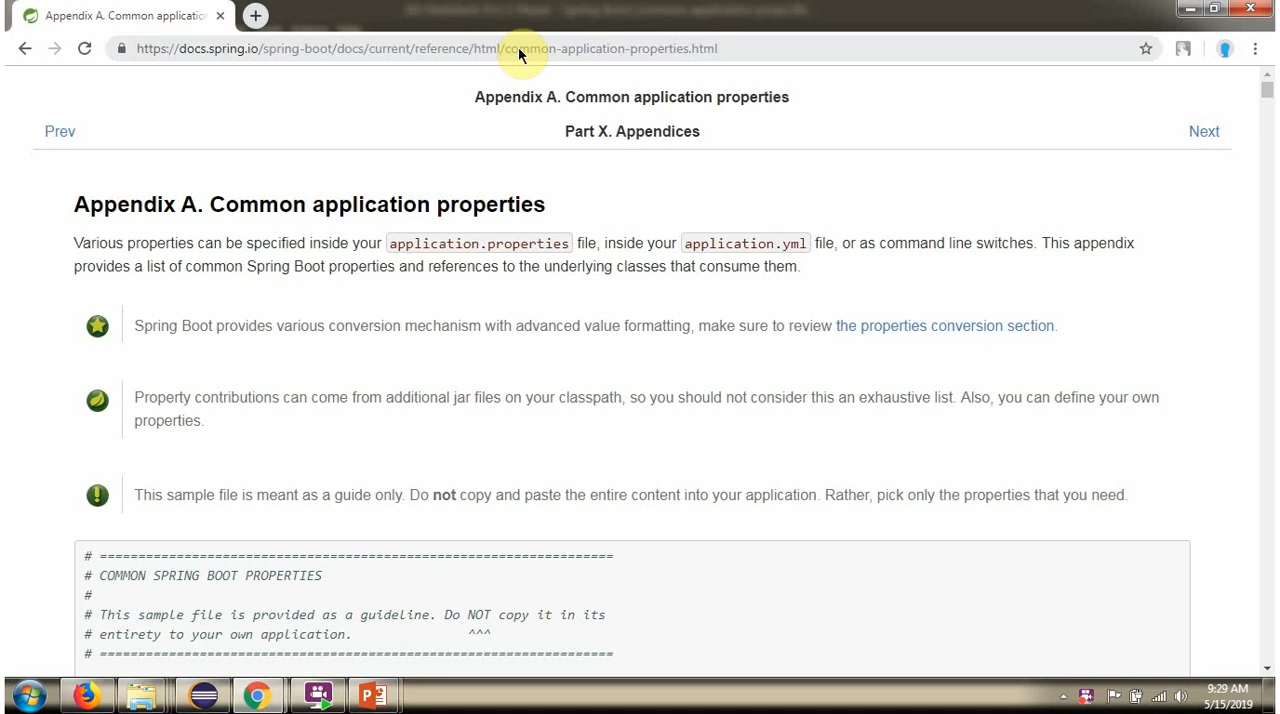 Appendix A. Common applicatio
https://docs.spring.io/spring-boot/docs/current/reference/html/common-application-properties.html
Appendix A. Common application properties
Prev
Part X. Appendices
Next
Appendix A. Common application properties
Various properties can be specified inside your application.properties file, inside your application.yml file, or as command line switches. This appendix
provides a list of common Spring Boot properties and references to the underlying classes that consume them.
Spring Boot provides various conversion mechanism with advanced value formatting, make sure to review the properties conversion section.
Property contributions can come from additional jar files on your classpath, so you should not consider this an exhaustive list. Also, you can define your own
properties.
This sample file is meant as a guide only. Do not copy and paste the entire content into your application. Rather, pick only the properties that you need.
# ===================================================================
# COMMON SPRING BOOT PROPERTIES
#
# This sample file is provided as a guideline. Do NOT copy it in its
# entirety to your own application. ^^^
# ===================================================================
9:29 AM
5/15/2019